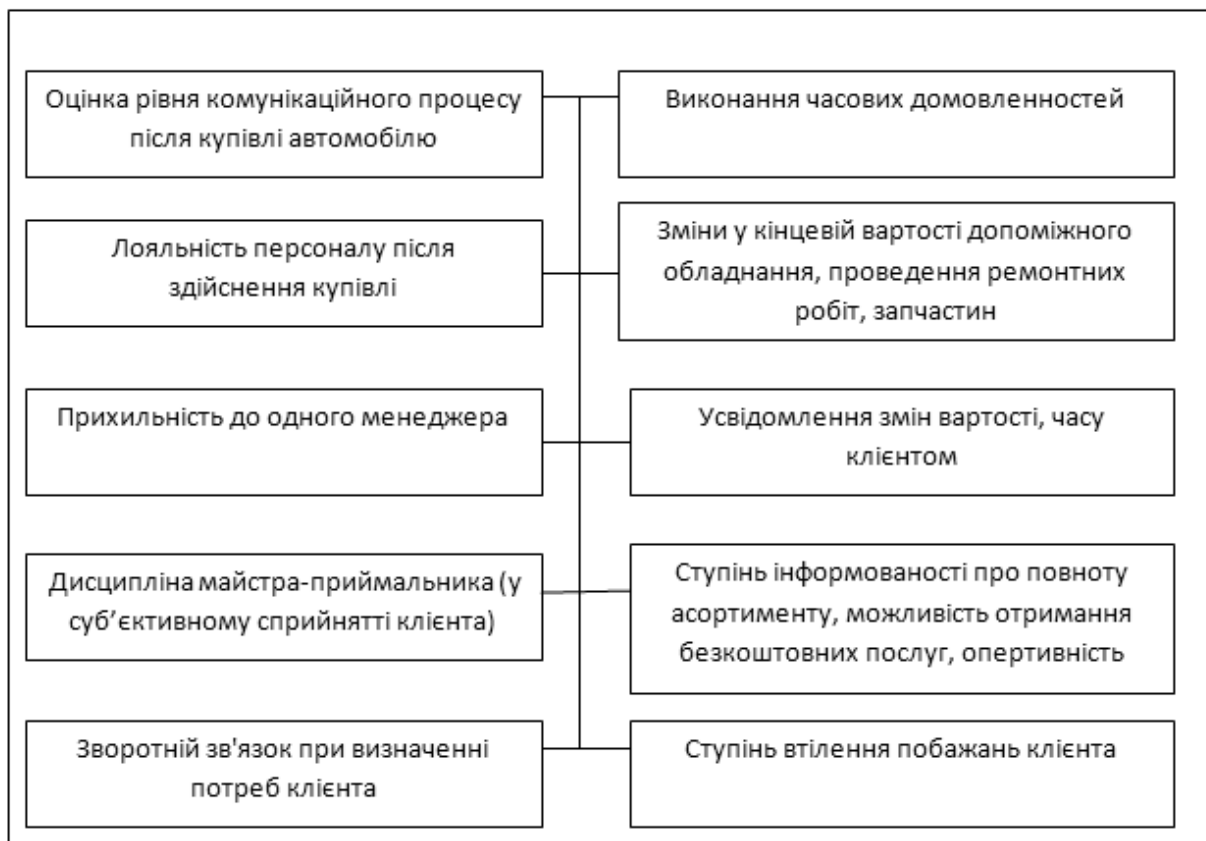 Оцінка рівня комунікаційного процесу
після купівлі автомобілю
Виконання часових домовленностей
Лояльність персоналу після
здійснення купівлі
Зміни у кінцевій вартості допоміжного
обладнання, проведення ремонтних
робіт, запчастин
Прихильність до одного менеджера
Усвідомлення змін вартості, часу
клієнтом
Дисципліна майстра-приймальника (у
суб’єктивному сприйнятті клієнта)
Ступінь інформованості про повноту
асортименту, можливість отримання
безкоштовних послуг, опертивність
Зворотній зв'язок при визначенні
потреб клієнта
Ступінь втілення побажань клієнта